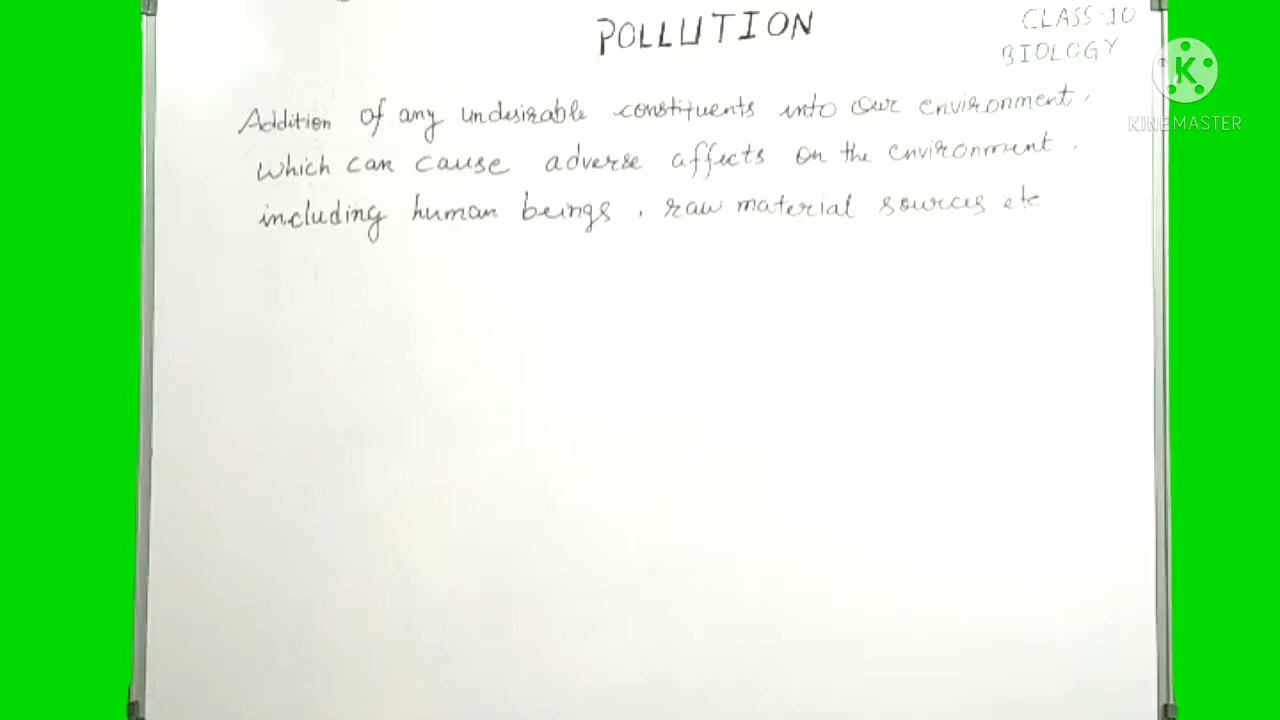 POLLUTION
CLASS-10
BIOLOGY
KINEMASTER
Addition of any undesirable constituents into our environment,
which can cause adverse affects on the environment,
including human beings, raw material sources etc